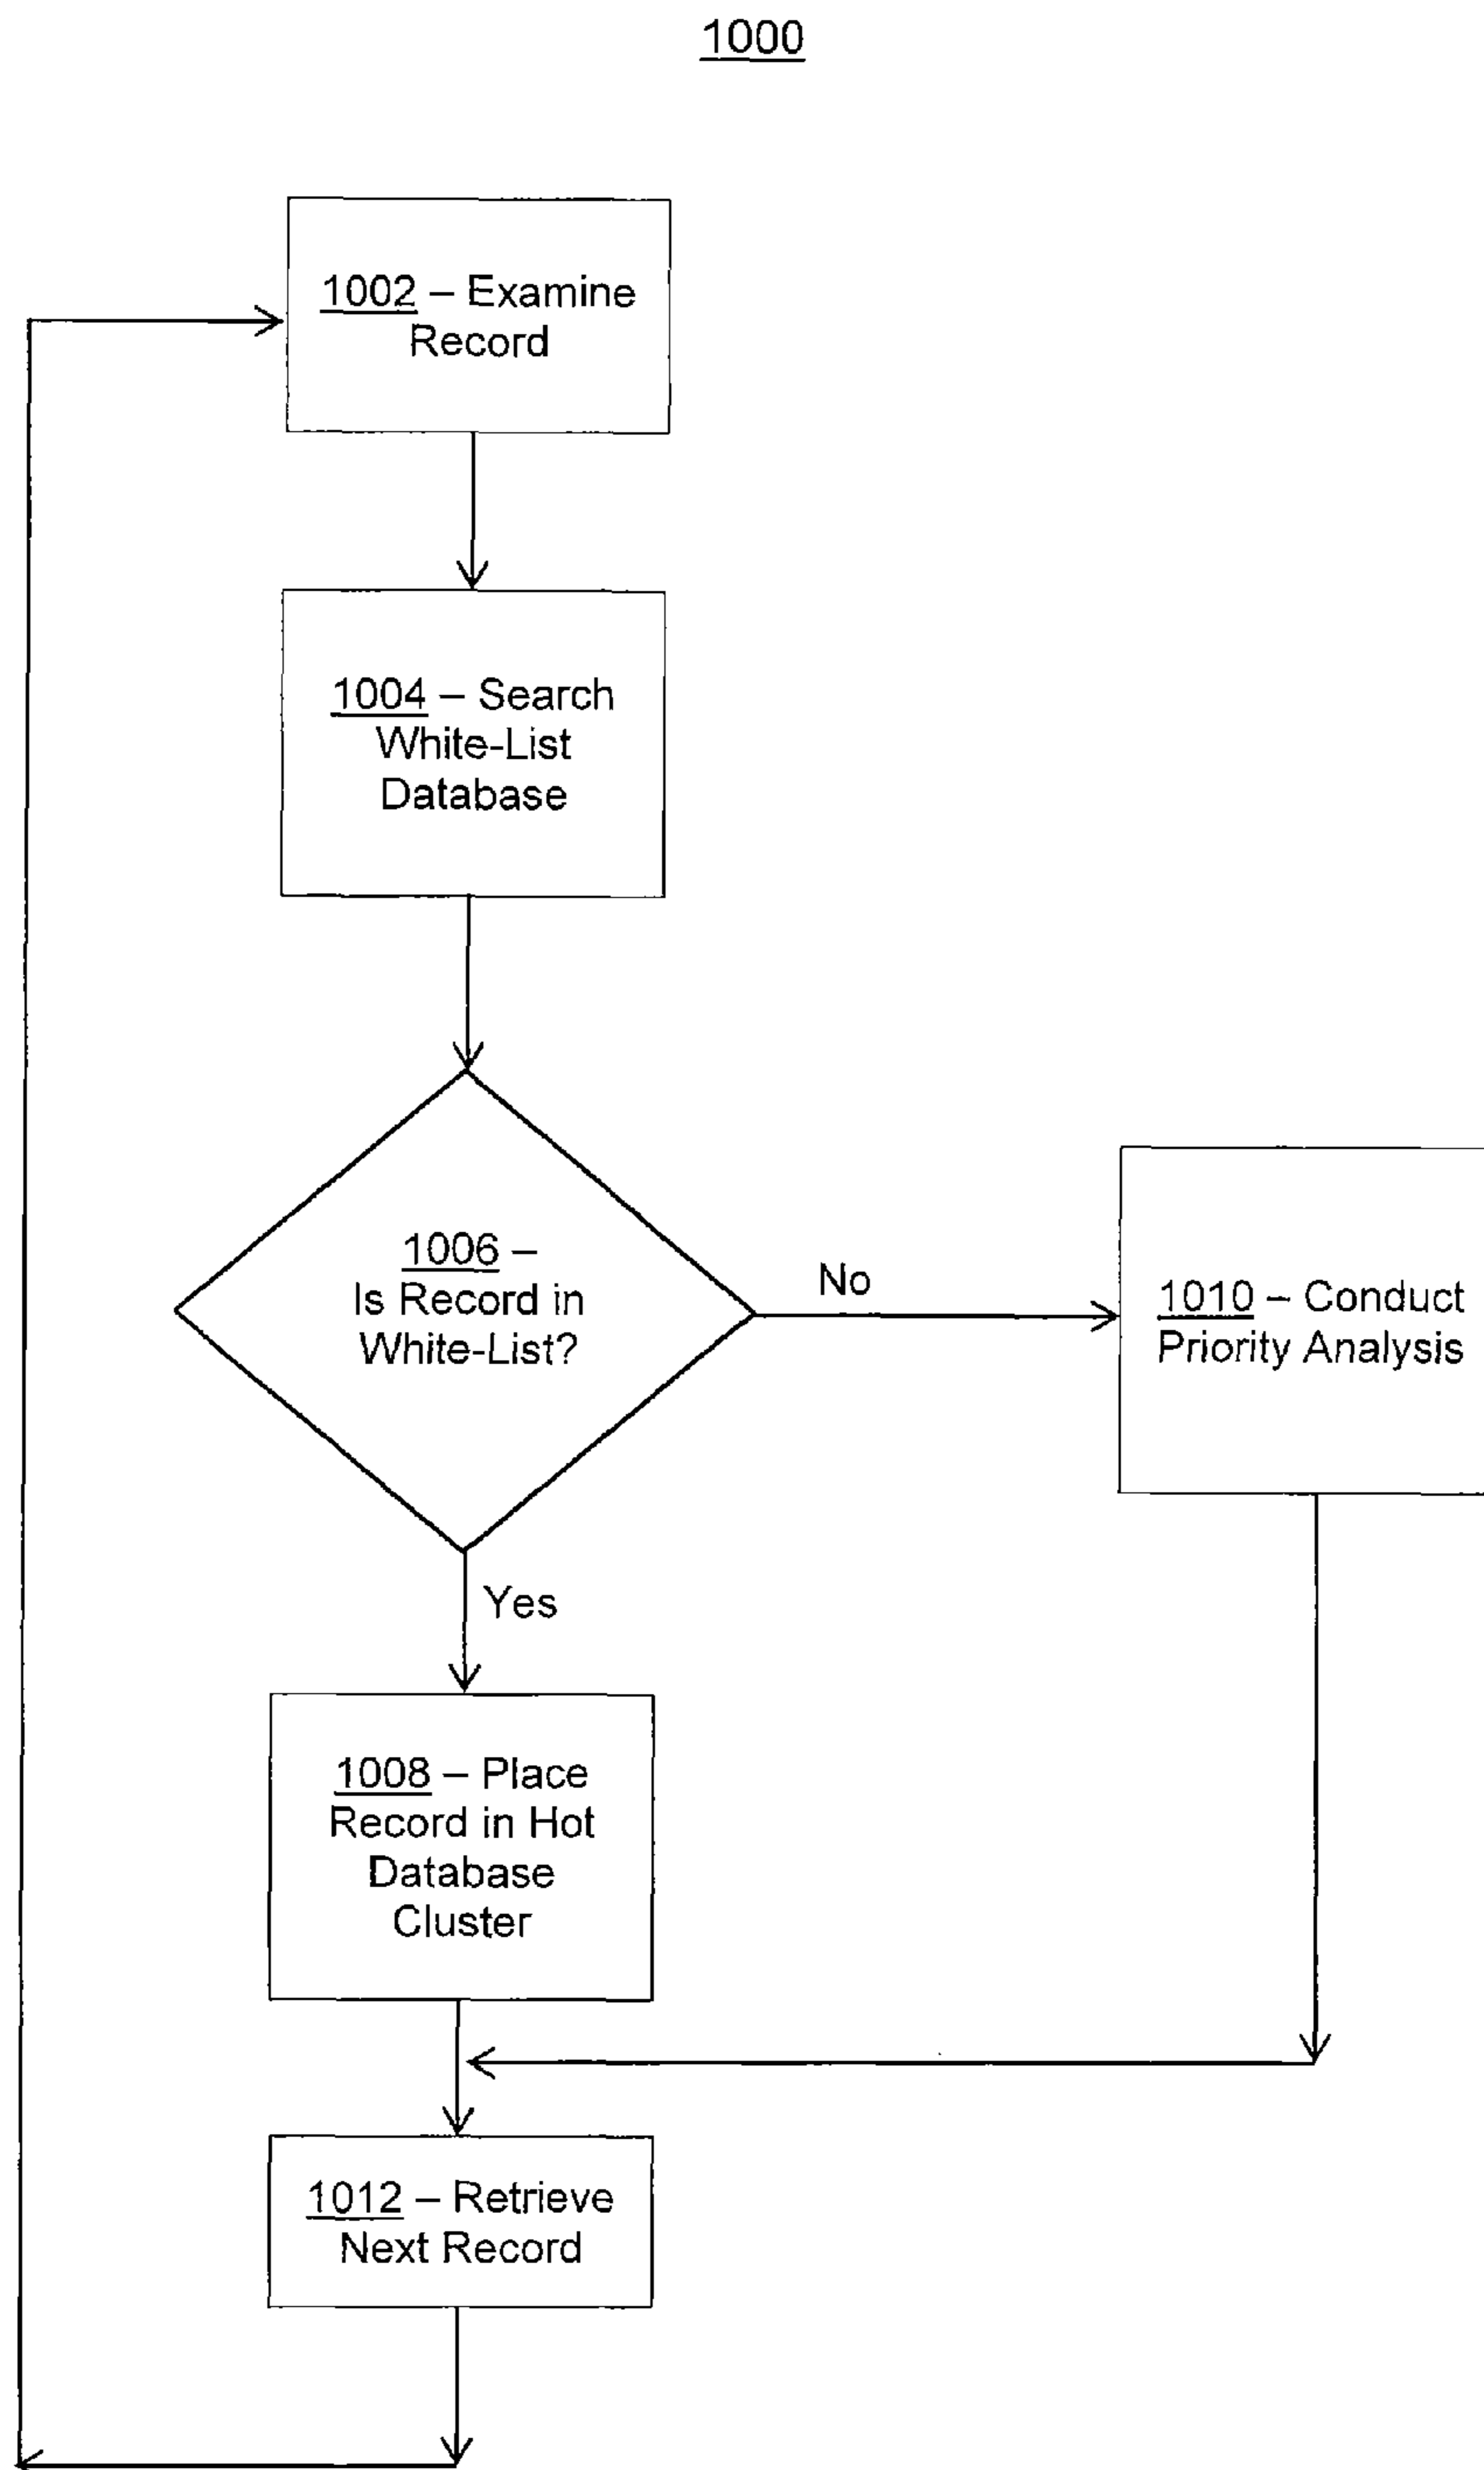 1000
1002 – Examine
Record
1004 – Search
White-List
Database
1006 –
Is Record in
White-List?
No
1010 – Conduct
Priority Analysis
Yes
1008 – Place
Record in Hot
Database
Cluster
1012 – Retrieve
Next Record